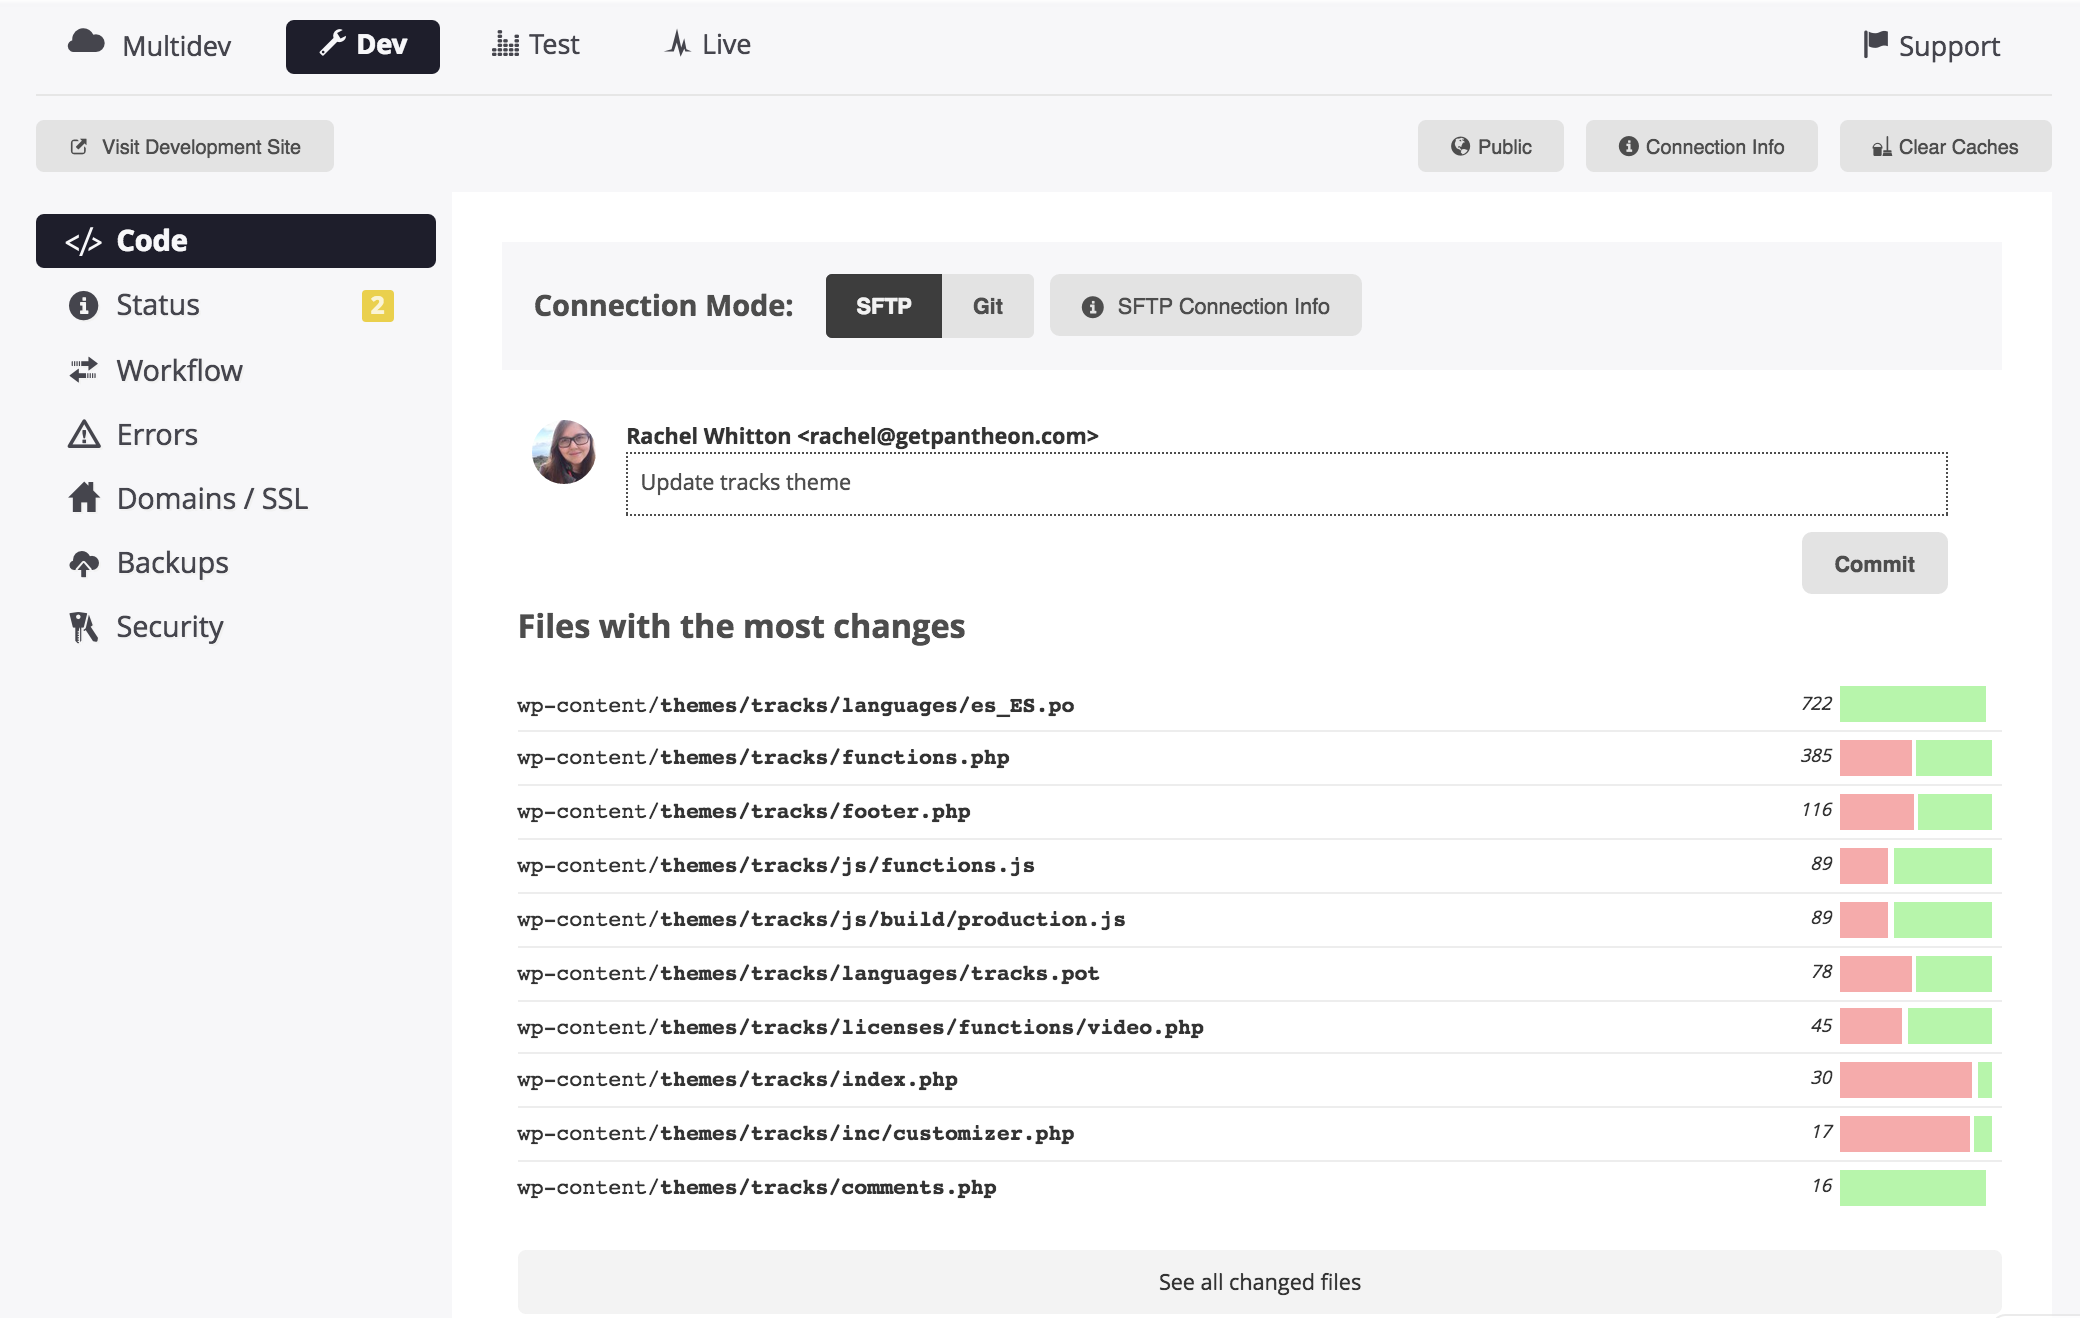 Multidev Dev Test Live Support
Visit Development Site Public Connection Info Clear Caches
Code
Status 2
Workflow
Errors
Domains / SSL
Backups
Security
Connection Mode: SFTP Git SFTP Connection Info
Rachel Whitton <rachel@getpantheon.com>
Update tracks theme
Commit
Files with the most changes
wp-content/themes/tracks/languages/es_ES.po 722
wp-content/themes/tracks/functions.php 385
wp-content/themes/tracks/footer.php 116
wp-content/themes/tracks/js/functions.js 89
wp-content/themes/tracks/js/build/production.js 89
wp-content/themes/tracks/languages/tracks.pot 78
wp-content/themes/tracks/licenses/functions/video.php 45
wp-content/themes/tracks/index.php 30
wp-content/themes/tracks/inc/customizer.php 17
wp-content/themes/tracks/comments.php 16
See all changed files